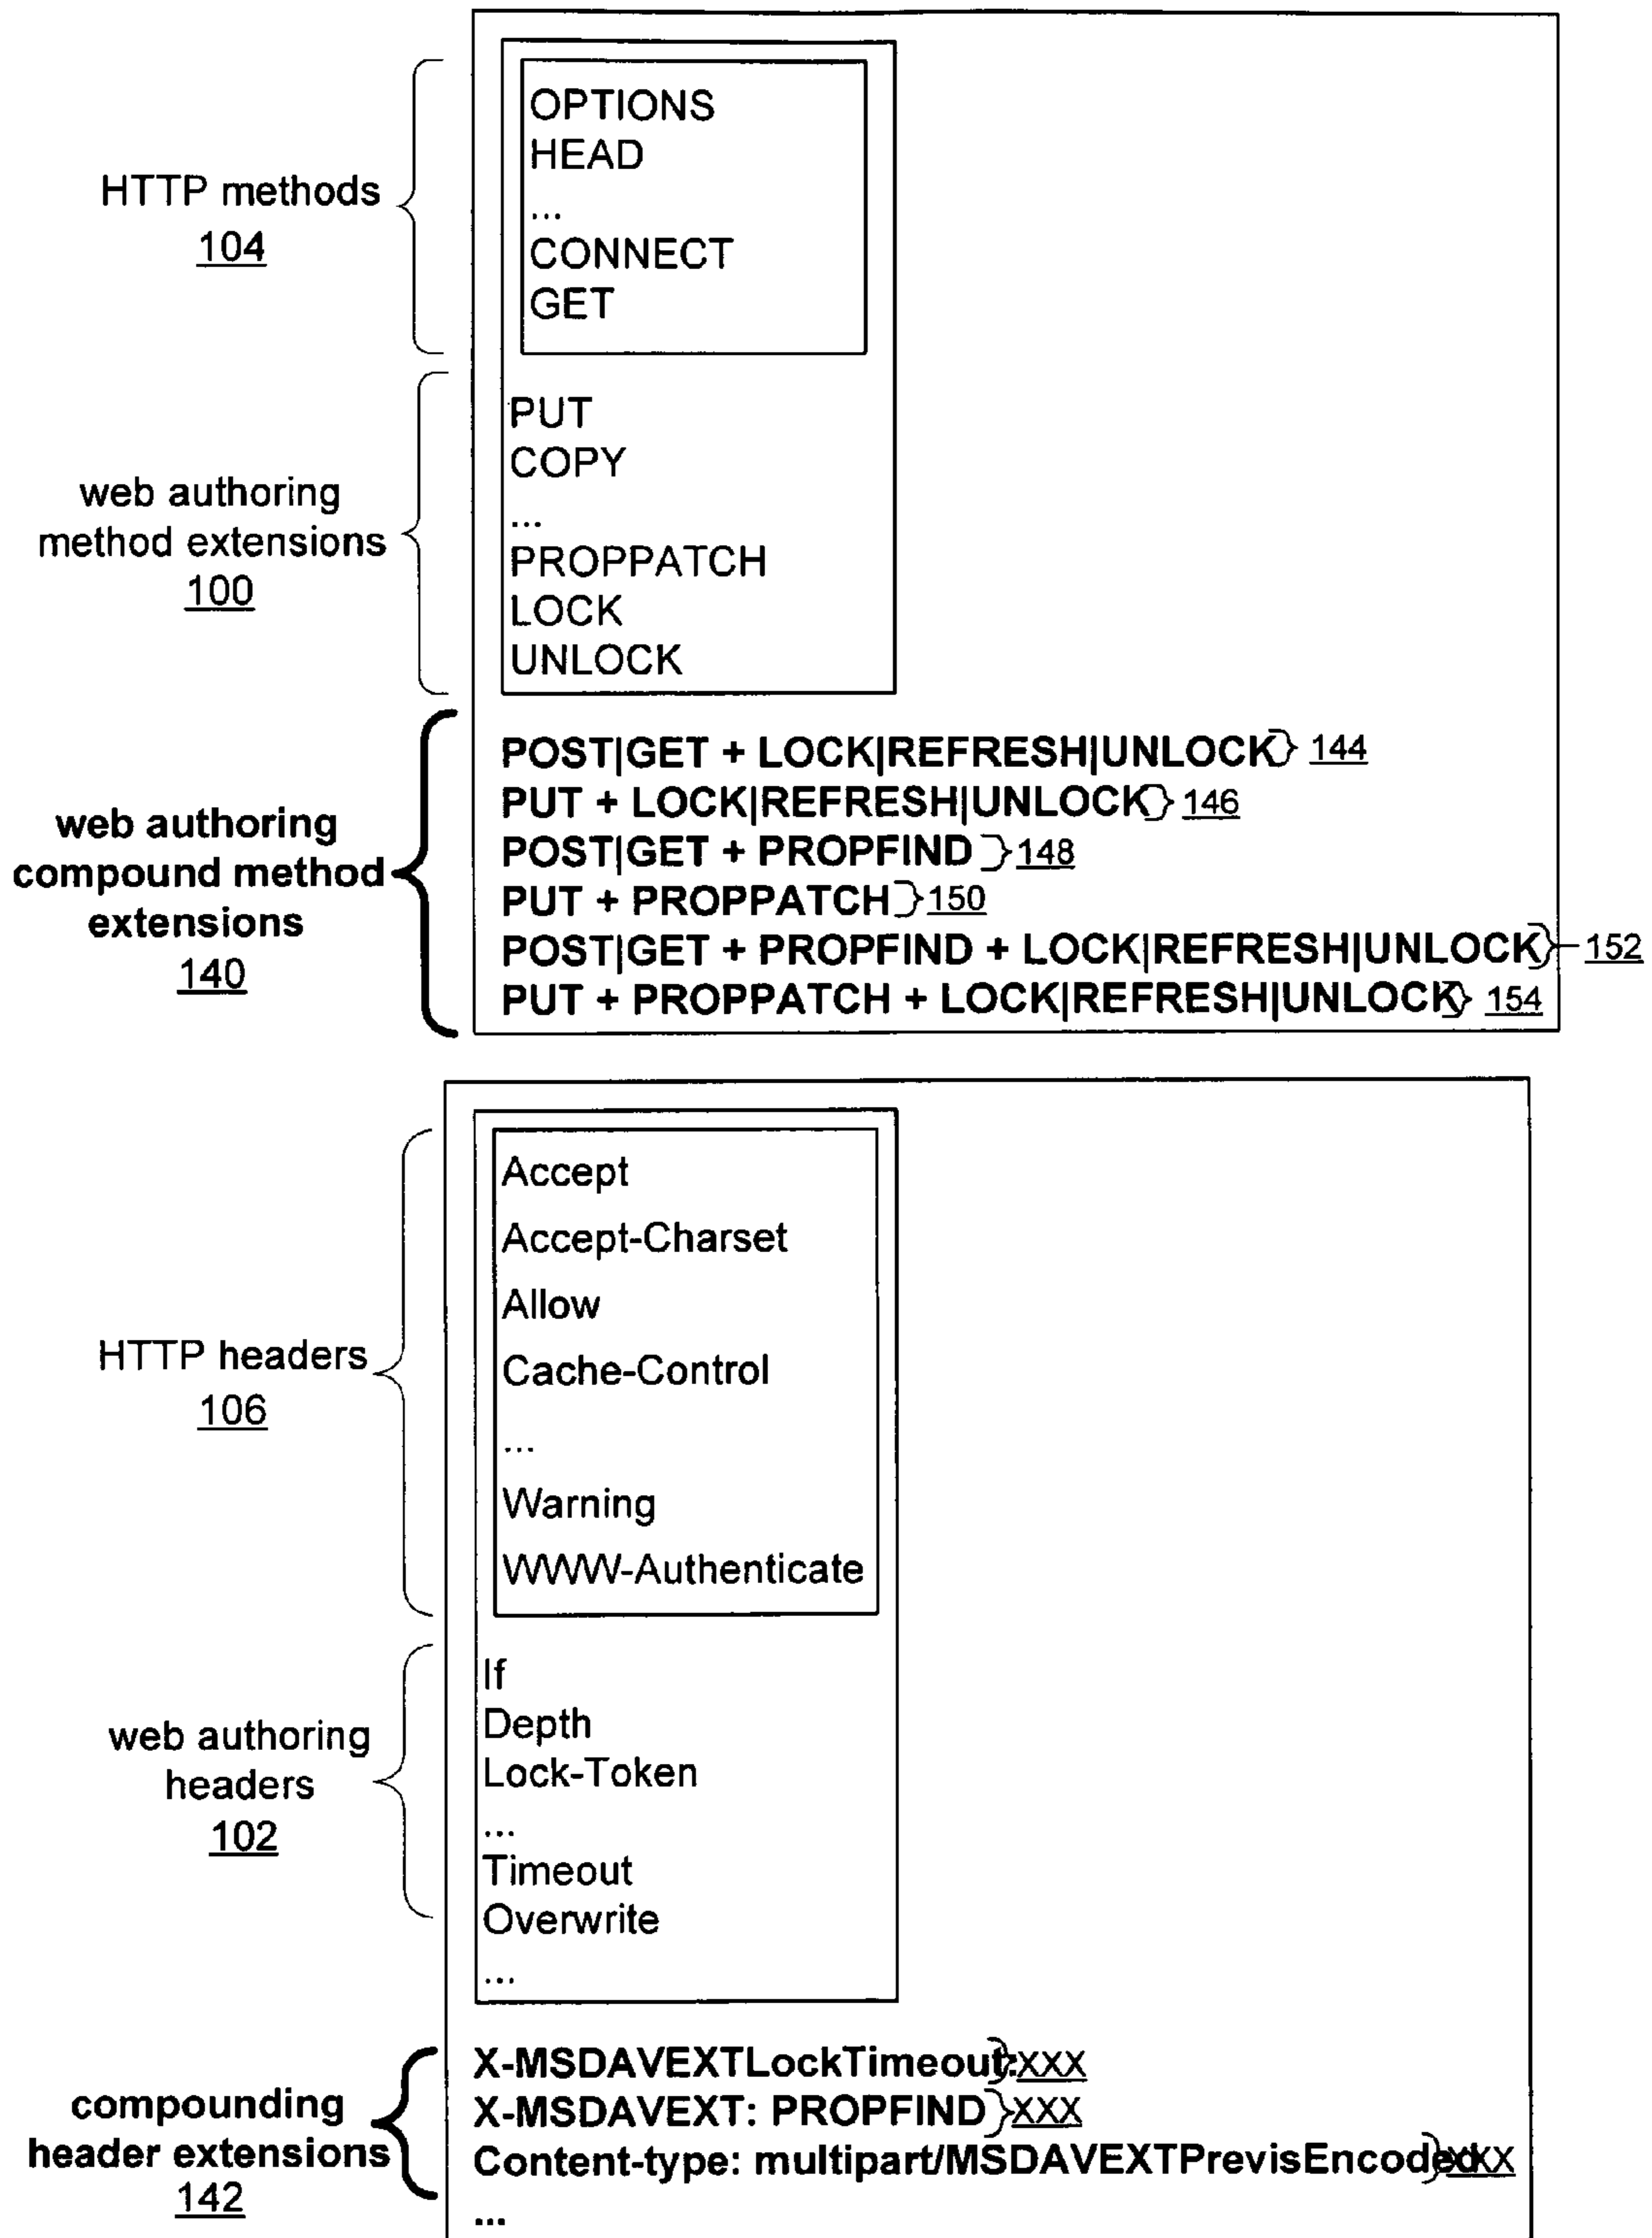 HTTP methods
104
OPTIONS
HEAD
...
CONNECT
GET
web authoring
method extensions
100
PUT
COPY
...
PROPPATCH
LOCK
UNLOCK
web authoring
compound method
extensions
140
POST|GET + LOCK|REFRESH|UNLOCK 144
PUT + LOCK|REFRESH|UNLOCK 146
POST|GET + PROPFIND 148
PUT + PROPPATCH 150
POST|GET + PROPFIND + LOCK|REFRESH|UNLOCK 152
PUT + PROPPATCH + LOCK|REFRESH|UNLOCK 154
HTTP headers
106
Accept
Accept-Charset
Allow
Cache-Control
...
Warning
WWW-Authenticate
web authoring
headers
102
If
Depth
Lock-Token
...
Timeout
Overwrite
...
compounding
header extensions
142
X-MSDAVEXTLockTimeout: XXX
X-MSDAVEXT: PROPFIND XXX
Content-type: multipart/MSDAVEXTPrevisEncoded XXX
...